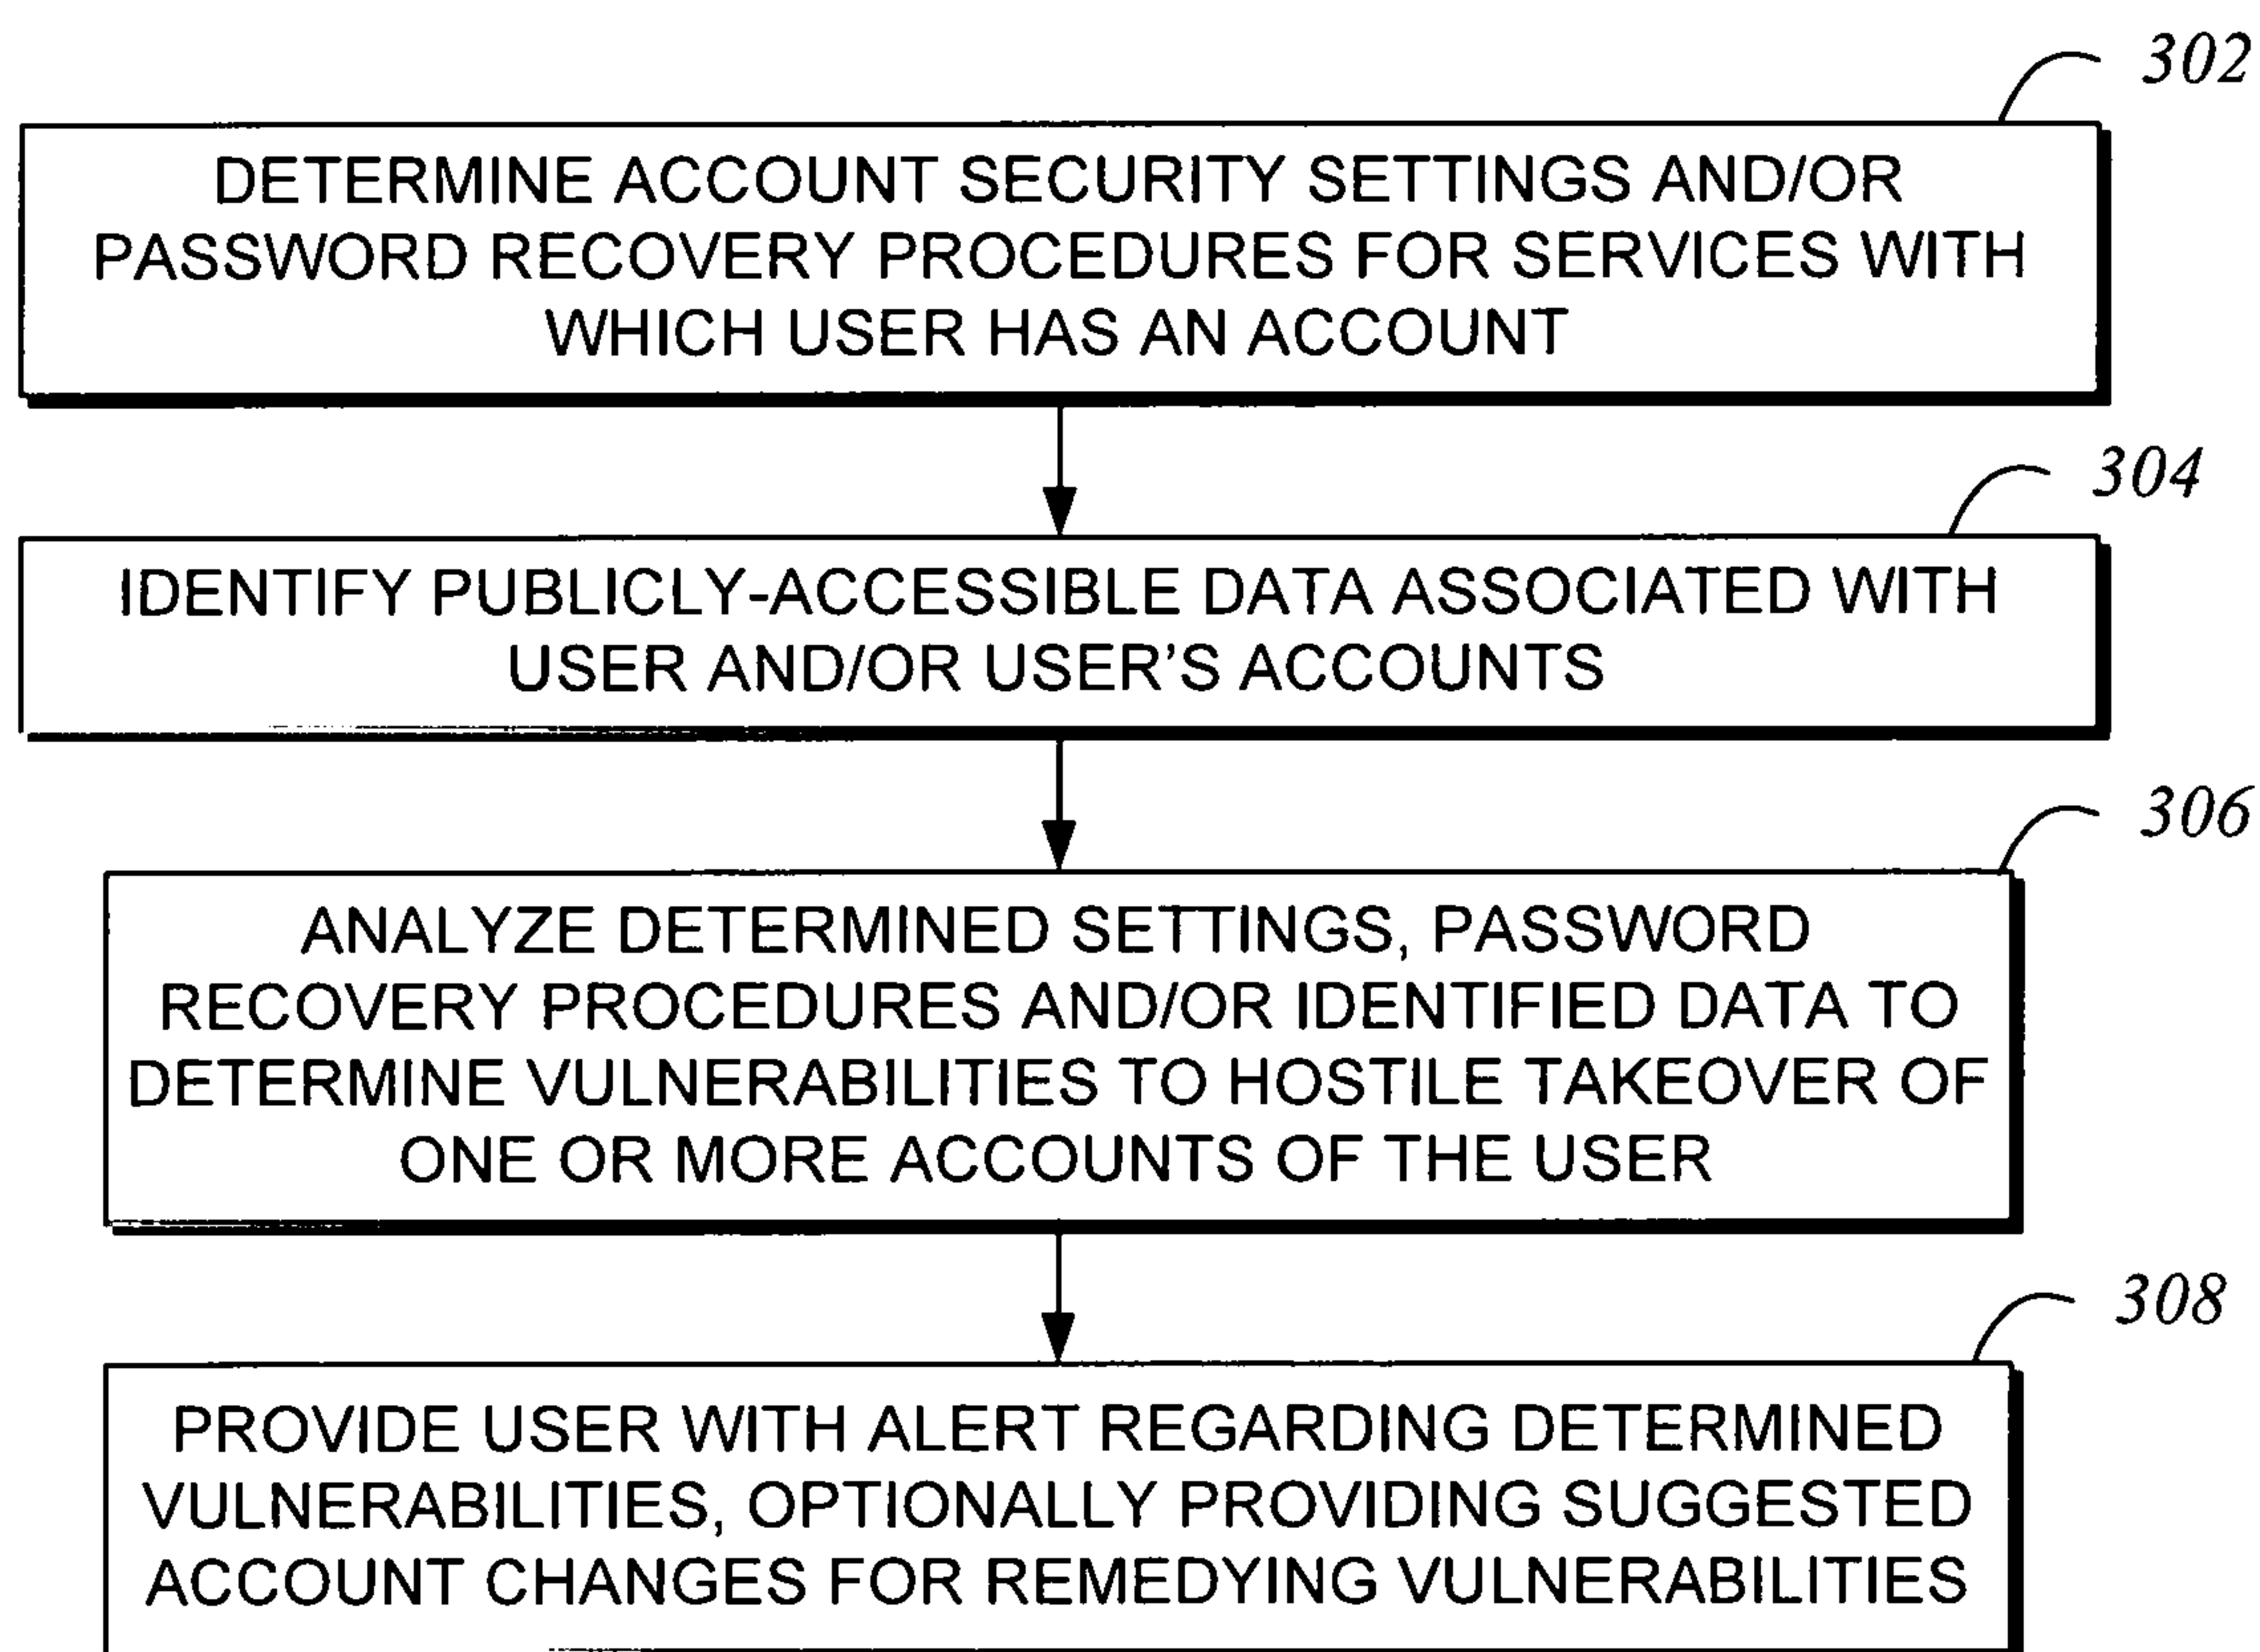 302
DETERMINE ACCOUNT SECURITY SETTINGS AND/OR
PASSWORD RECOVERY PROCEDURES FOR SERVICES WITH
WHICH USER HAS AN ACCOUNT
304
IDENTIFY PUBLICLY-ACCESSIBLE DATA ASSOCIATED WITH
USER AND/OR USER’S ACCOUNTS
306
ANALYZE DETERMINED SETTINGS, PASSWORD
RECOVERY PROCEDURES AND/OR IDENTIFIED DATA TO
DETERMINE VULNERABILITIES TO HOSTILE TAKEOVER OF
ONE OR MORE ACCOUNTS OF THE USER
308
PROVIDE USER WITH ALERT REGARDING DETERMINED
VULNERABILITIES, OPTIONALLY PROVIDING SUGGESTED
ACCOUNT CHANGES FOR REMEDYING VULNERABILITIES